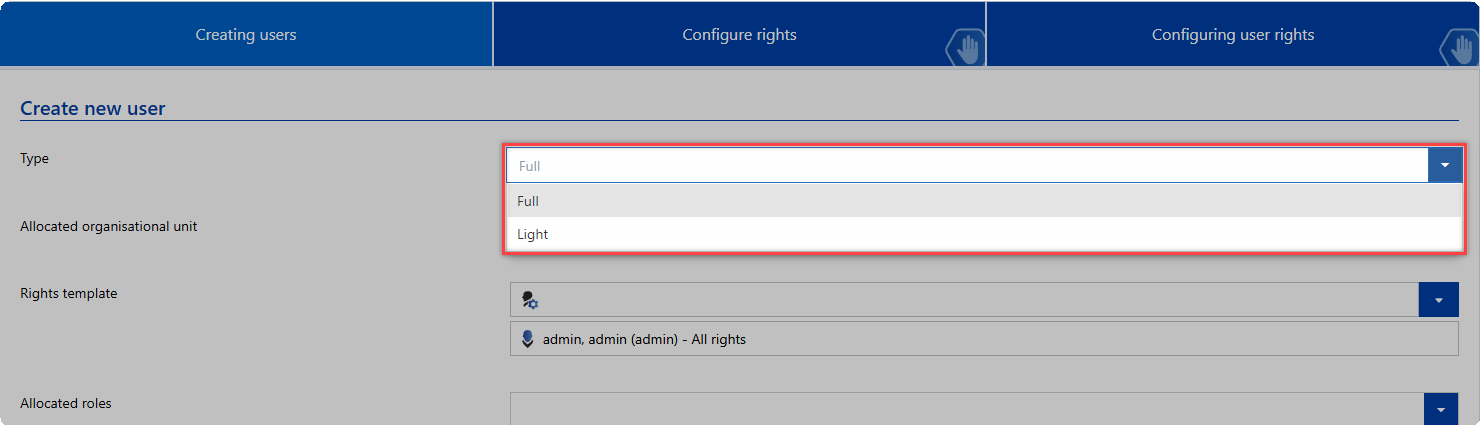 Creating users
Configure rights
Configuring user rights
Create new user
Type
Full
Full
Light
Allocated organisational unit
Rights template
admin, admin (admin) - All rights
Allocated roles